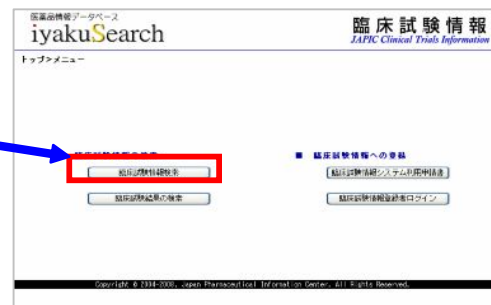 医薬品情報データベース
iyakuSearch
臨床試験情報
JAPIC Clinical Trials Information
トップ>メニュー
■ 臨床試験情報への登録
臨床試験情報検索
臨床試験情報システム利用申請書
臨床試験結果の検索
臨床試験情報登録者ログイン
Copyright © 2004-2008, Japan Pharmaceutical Information Center. All Rights Reserved.